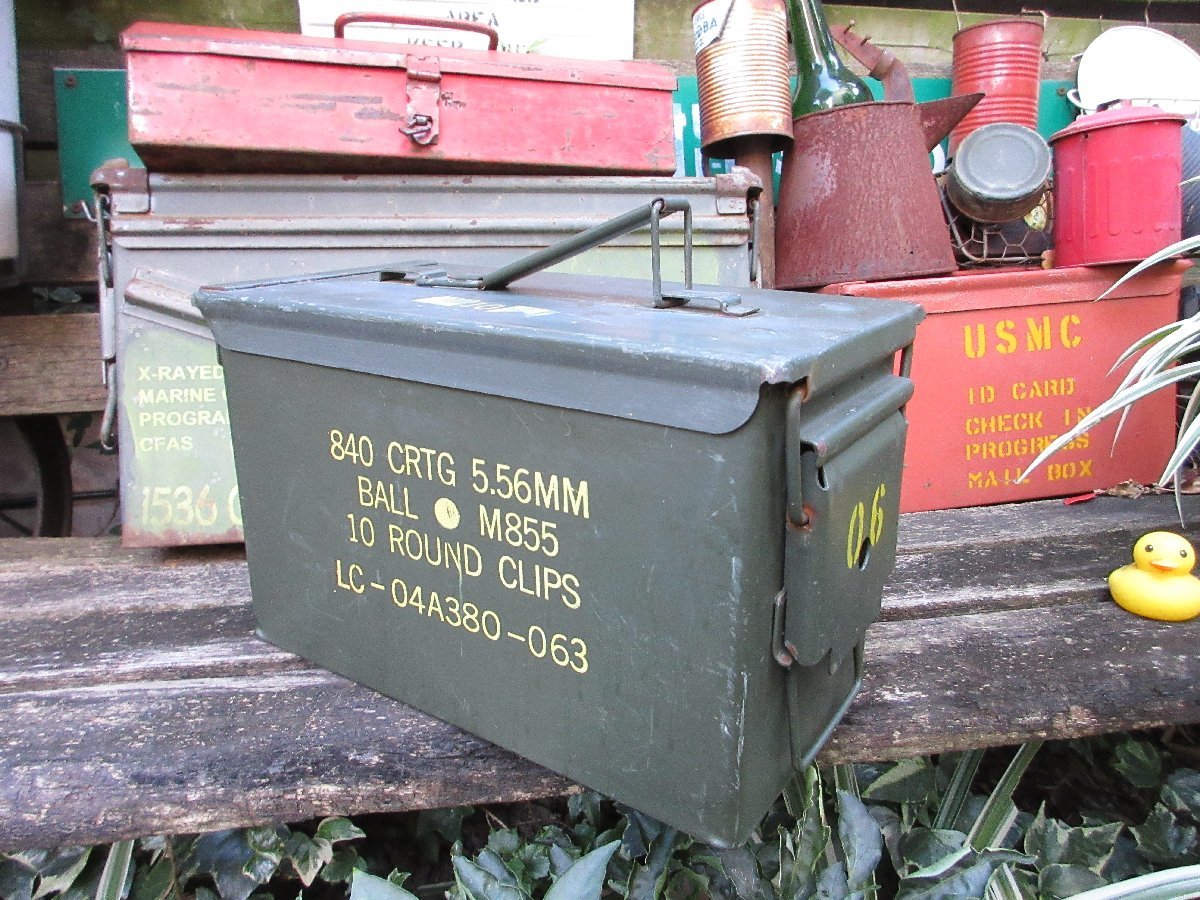 AREA
X-RAYED
MARINE
PROGRA
CFAS
1536
840 CRTG 5.56MM
BALL M855
10 ROUND CLIPS
LC-04A380-063
06
USMC
ID CARD
CHECK IN
PROGRESS
MAIL BOX